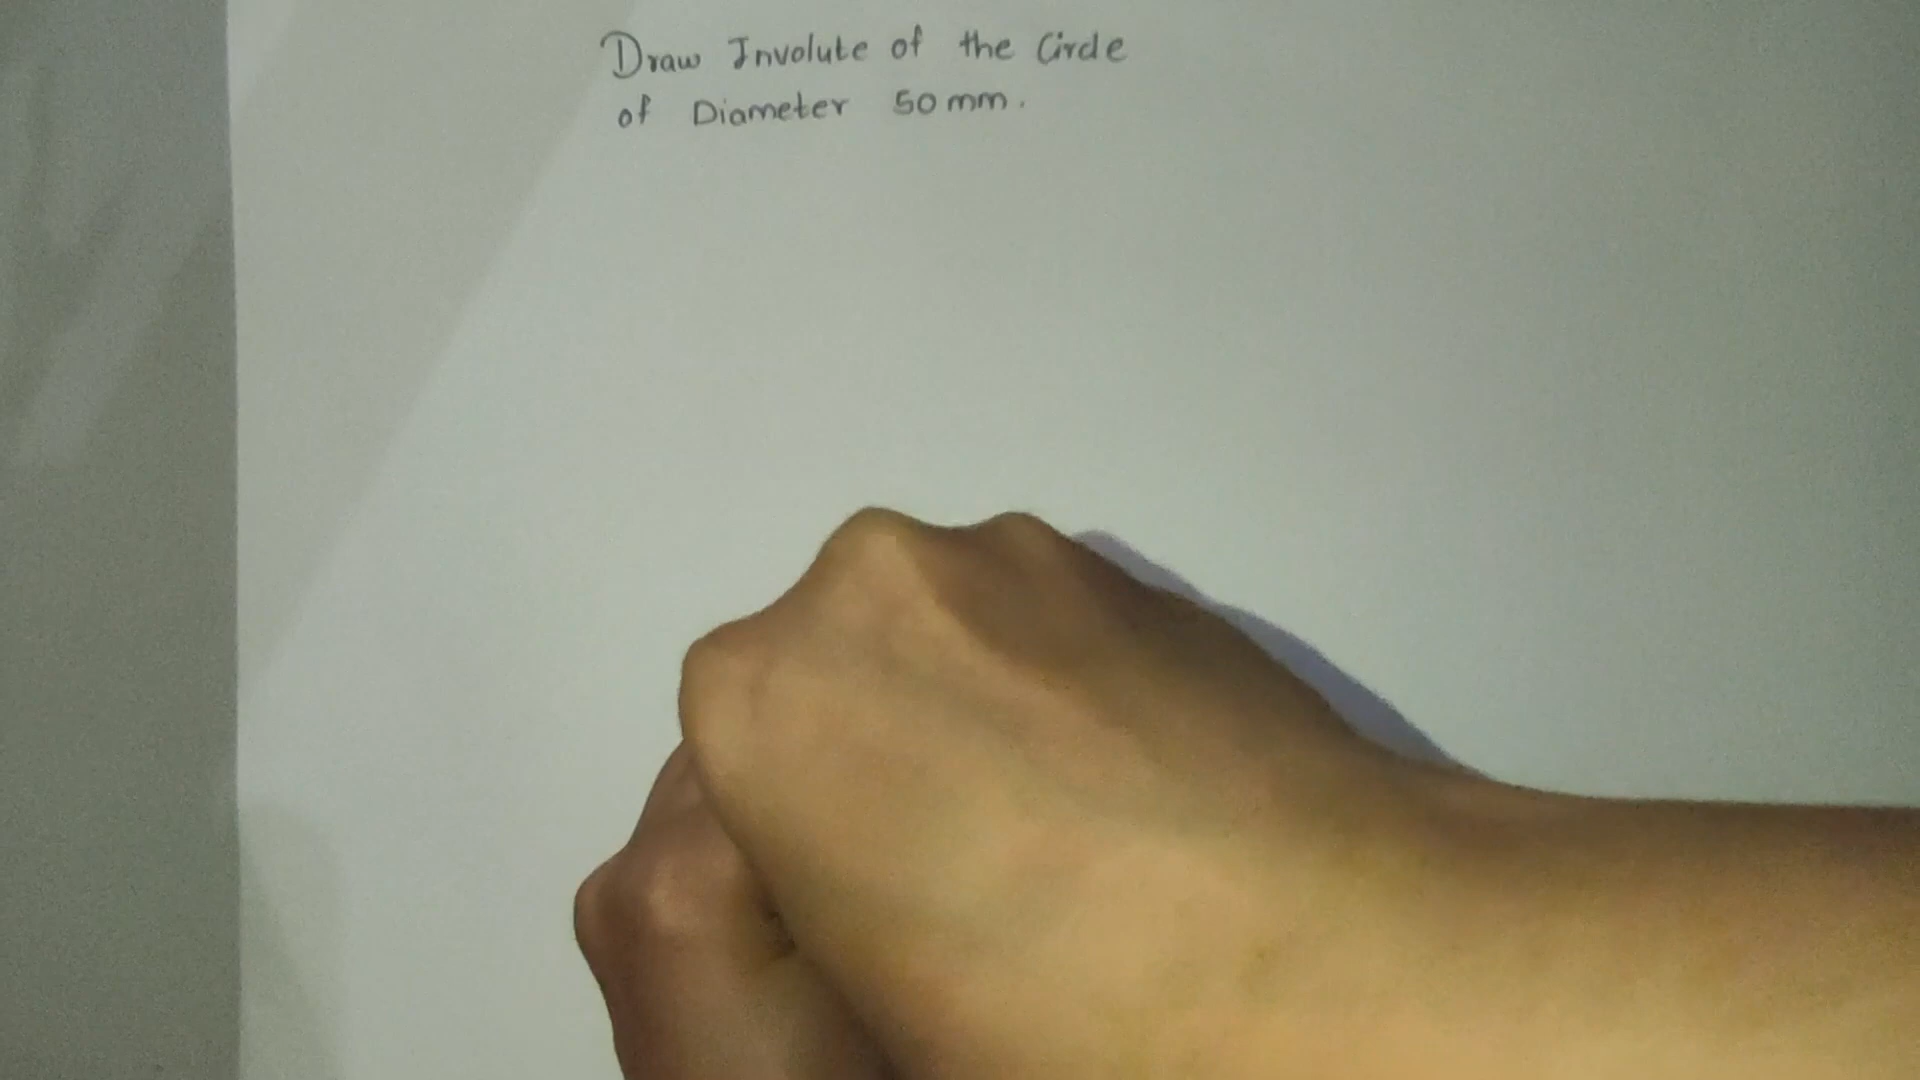 Draw Involute of the Circle
of Diameter 50 mm.